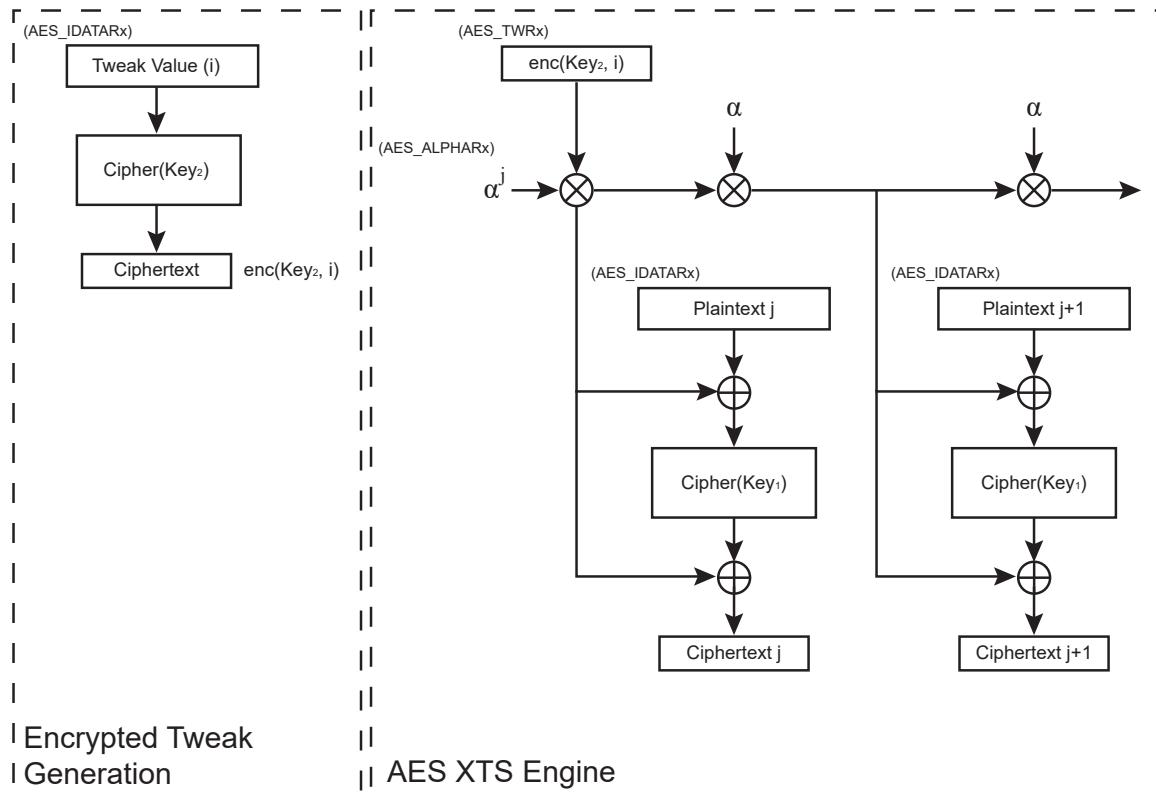 (AES_IDATARx)
Tweak Value (i)
Cipher(Key₂)
Ciphertext
enc(Key₂, i)
Encrypted Tweak
Generation
(AES_TWRx)
enc(Key₂, i)
(AES_ALPHARx)
αʲ
α
α
(AES_IDATARx)
Plaintext j
Cipher(Key₁)
Ciphertext j
(AES_IDATARx)
Plaintext j+1
Cipher(Key₁)
Ciphertext j+1
AES XTS Engine